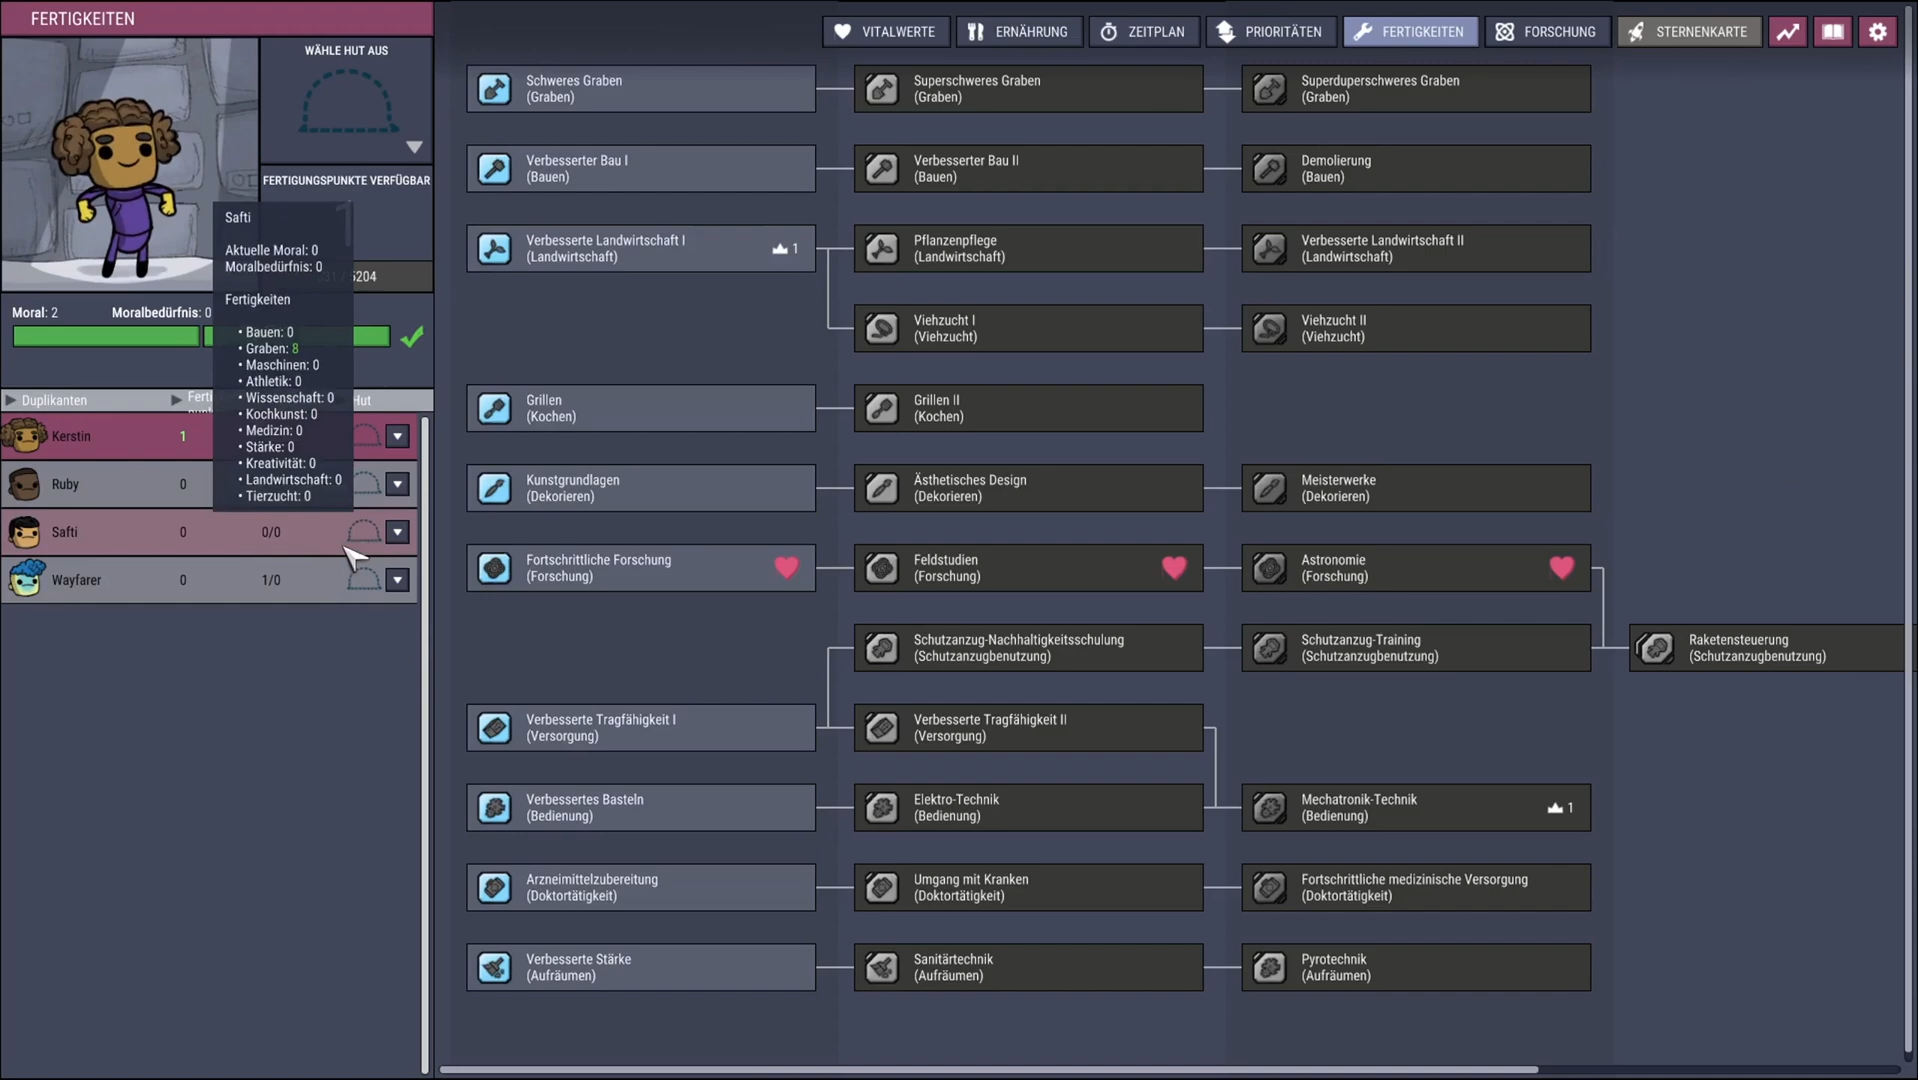 FERTIGKEITEN
VITALWERTE
ERNÄHRUNG
ZEITPLAN
PRIORITÄTEN
FERTIGKEITEN
FORSCHUNG
STERNENKARTE
WÄHLE HUT AUS
FERTIGUNGSPUNKTE VERFÜGBAR
5204
Moral: 2
Moralbedürfnis: 0
Safti
Aktuelle Moral: 0
Moralbedürfnis: 0
Fertigkeiten
• Bauen: 0
• Graben: 8
• Maschinen: 0
• Athletik: 0
• Wissenschaft: 0
• Kochkunst: 0
• Medizin: 0
• Stärke: 0
• Kreativität: 0
• Landwirtschaft: 0
• Tierzucht: 0
Duplikanten
Hut
Kerstin 1
Ruby 0
Safti 0 0/0
Wayfarer 0 1/0
Schweres Graben
(Graben)
Superschweres Graben
(Graben)
Superduperschweres Graben
(Graben)
Verbesserter Bau I
(Bauen)
Verbesserter Bau II
(Bauen)
Demolierung
(Bauen)
Verbesserte Landwirtschaft I
(Landwirtschaft)
1
Pflanzenpflege
(Landwirtschaft)
Verbesserte Landwirtschaft II
(Landwirtschaft)
Viehzucht I
(Viehzucht)
Viehzucht II
(Viehzucht)
Grillen
(Kochen)
Grillen II
(Kochen)
Kunstgrundlagen
(Dekorieren)
Ästhetisches Design
(Dekorieren)
Meisterwerke
(Dekorieren)
Fortschrittliche Forschung
(Forschung)
Feldstudien
(Forschung)
Astronomie
(Forschung)
Schutzanzug-Nachhaltigkeitsschulung
(Schutzanzugbenutzung)
Schutzanzug-Training
(Schutzanzugbenutzung)
Raketensteuerung
(Schutzanzugbenutzung)
Verbesserte Tragfähigkeit I
(Versorgung)
Verbesserte Tragfähigkeit II
(Versorgung)
Verbessertes Basteln
(Bedienung)
Elektro-Technik
(Bedienung)
Mechatronik-Technik
(Bedienung)
1
Arzneimittelzubereitung
(Doktortätigkeit)
Umgang mit Kranken
(Doktortätigkeit)
Fortschrittliche medizinische Versorgung
(Doktortätigkeit)
Verbesserte Stärke
(Aufräumen)
Sanitärtechnik
(Aufräumen)
Pyrotechnik
(Aufräumen)